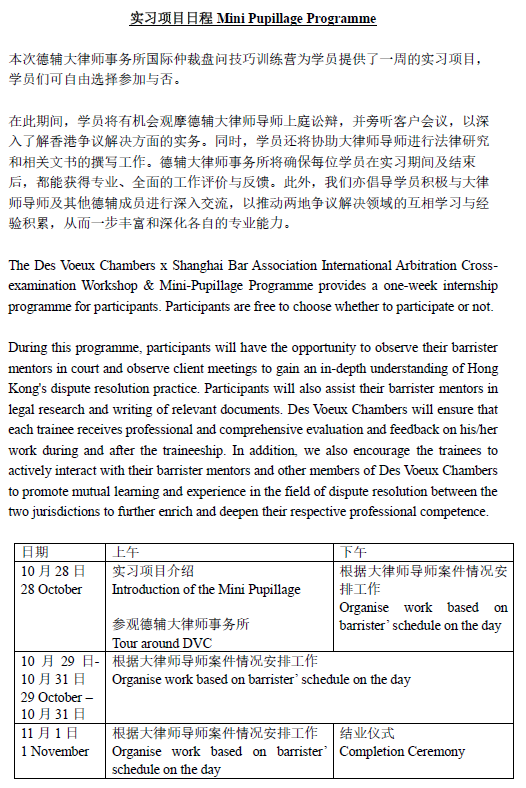 实习项目日程 Mini Pupillage Programme
本次德辅大律师事务所国际仲裁盘问技巧训练营为学员提供了一周的实习项目，
学员们可自由选择参加与否。
在此期间，学员将有机会观摩德辅大律师导师上庭讼辩，并旁听客户会议，以深
入了解香港争议解决方面的实务。同时，学员还将协助大律师导师进行法律研究
和相关文书的撰写工作。德辅大律师事务所将确保每位学员在实习期间及结束
后，都能获得专业、全面的工作评价与反馈。此外，我们亦倡导学员积极与大律
师导师及其他德辅成员进行深入交流，以推动两地争议解决领域的互相学习与经
验积累，从而一步丰富和深化各自的专业能力。
The Des Voeux Chambers x Shanghai Bar Association International Arbitration Cross-
examination Workshop & Mini-Pupillage Programme provides a one-week internship
programme for participants. Participants are free to choose whether to participate or not.
During this programme, participants will have the opportunity to observe their barrister
mentors in court and observe client meetings to gain an in-depth understanding of Hong
Kong's dispute resolution practice. Participants will also assist their barrister mentors in
legal research and writing of relevant documents. Des Voeux Chambers will ensure that
each trainee receives professional and comprehensive evaluation and feedback on his/her
work during and after the traineeship. In addition, we also encourage the trainees to
actively interact with their barrister mentors and other members of Des Voeux Chambers
to promote mutual learning and experience in the field of dispute resolution between the
two jurisdictions to further enrich and deepen their respective professional competence.
日期 上午 下午
10 月 28 日
28 October
实习项目介绍
Introduction of the Mini Pupillage
参观德辅大律师事务所
Tour around DVC
根据大律师导师案件情况安
排工作
Organise work based on
barrister' schedule on the day
10 月 29 日-
10 月 31 日
29 October –
10 月 31 日
根据大律师导师案件情况安排工作
Organise work based on barrister' schedule on the day
11 月 1 日
1 November
根据大律师导师案件情况安排工作
Organise work based on barrister'
schedule on the day
结业仪式
Completion Ceremony